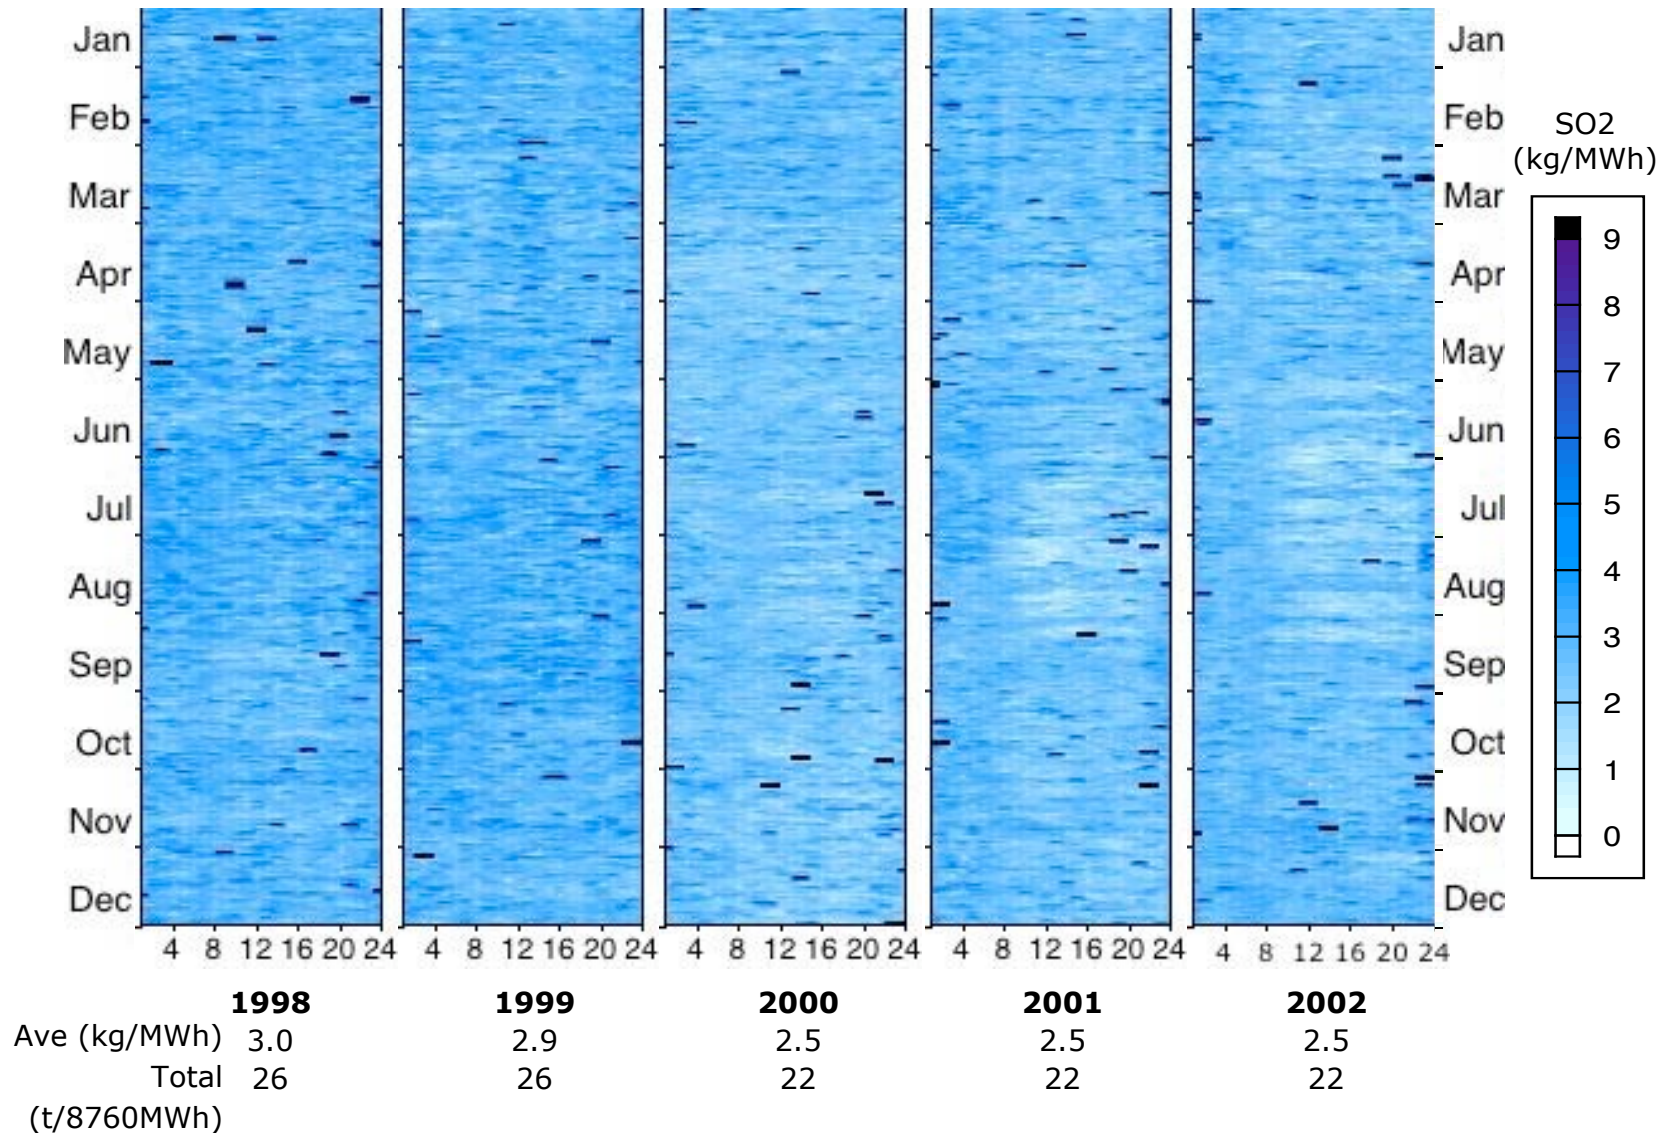 Jan
Feb
Mar
Apr
May
Jun
Jul
Aug
Sep
Oct
Nov
Dec
4 8 12 16 20 24
4 8 12 16 20 24
4 8 12 16 20 24
4 8 12 16 20 24
4 8 12 16 20 24
Jan
Feb
Mar
Apr
May
Jun
Jul
Aug
Sep
Oct
Nov
Dec
SO2
(kg/MWh)
9
8
7
6
5
4
3
2
1
0
1998 1999 2000 2001 2002
Ave (kg/MWh) 3.0 2.9 2.5 2.5 2.5
Total 26 26 22 22 22
(t/8760MWh)